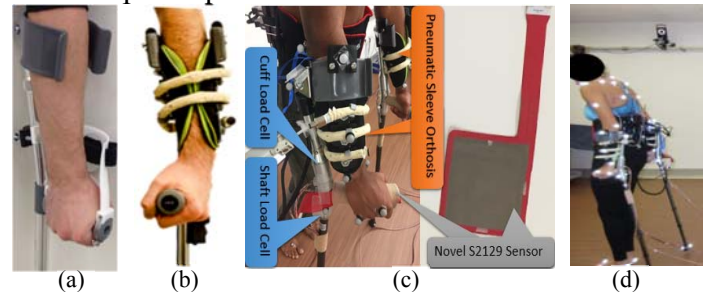 Cuff Load Cell
Shaft Load Cell
Pneumatic Sleeve Orthosis
Novel S2129 Sensor
(a) (b) (c) (d)